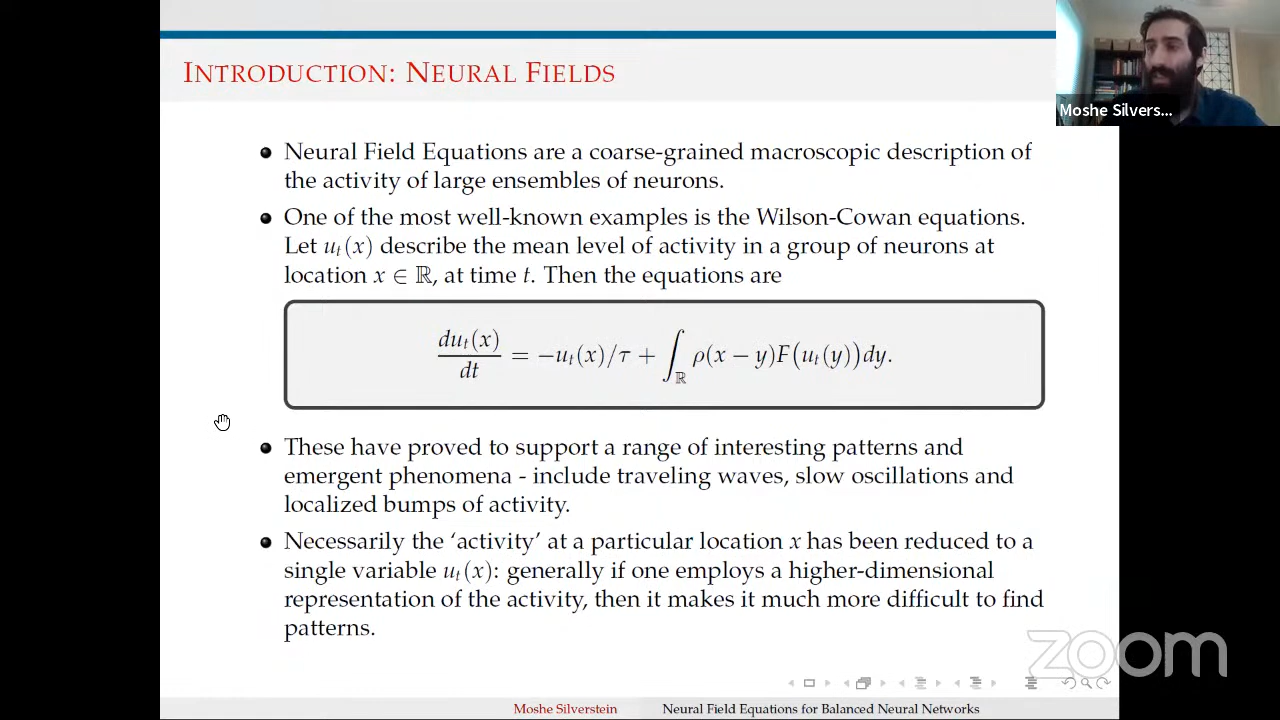 INTRODUCTION: NEURAL FIELDS
Moshe Silvers...
Neural Field Equations are a coarse-grained macroscopic description of
the activity of large ensembles of neurons.
One of the most well-known examples is the Wilson-Cowan equations.
Let uₜ(x) describe the mean level of activity in a group of neurons at
location x ∈ ℝ, at time t. Then the equations are
duₜ(x)/dt = −uₜ(x)/τ + ∫_ℝ ρ(x − y)F(uₜ(y))dy.
These have proved to support a range of interesting patterns and
emergent phenomena - include traveling waves, slow oscillations and
localized bumps of activity.
Necessarily the ‘activity’ at a particular location x has been reduced to a
single variable uₜ(x): generally if one employs a higher-dimensional
representation of the activity, then it makes it much more difficult to find
patterns.
zoom
Moshe Silverstein Neural Field Equations for Balanced Neural Networks